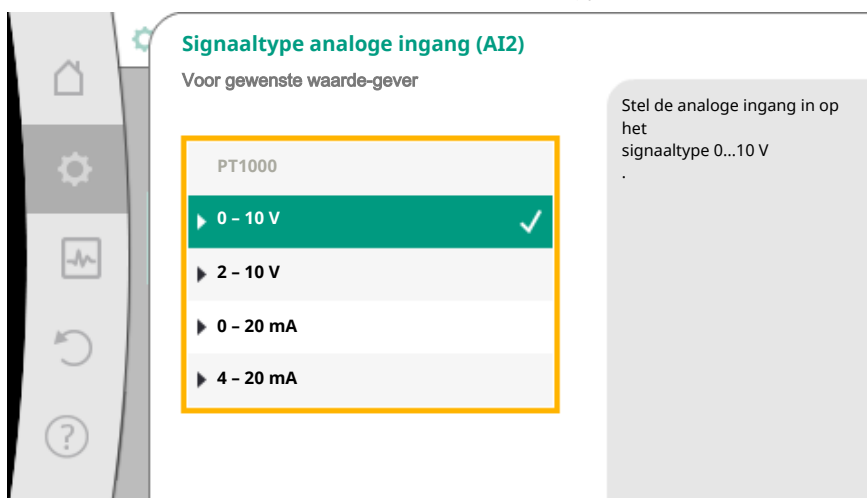 Signaaltype analoge ingang (AI2)
Voor gewenste waarde-gever
PT1000
0 – 10 V
2 – 10 V
0 – 20 mA
4 – 20 mA
Stel de analoge ingang in op
het
signaaltype 0...10 V
.
?